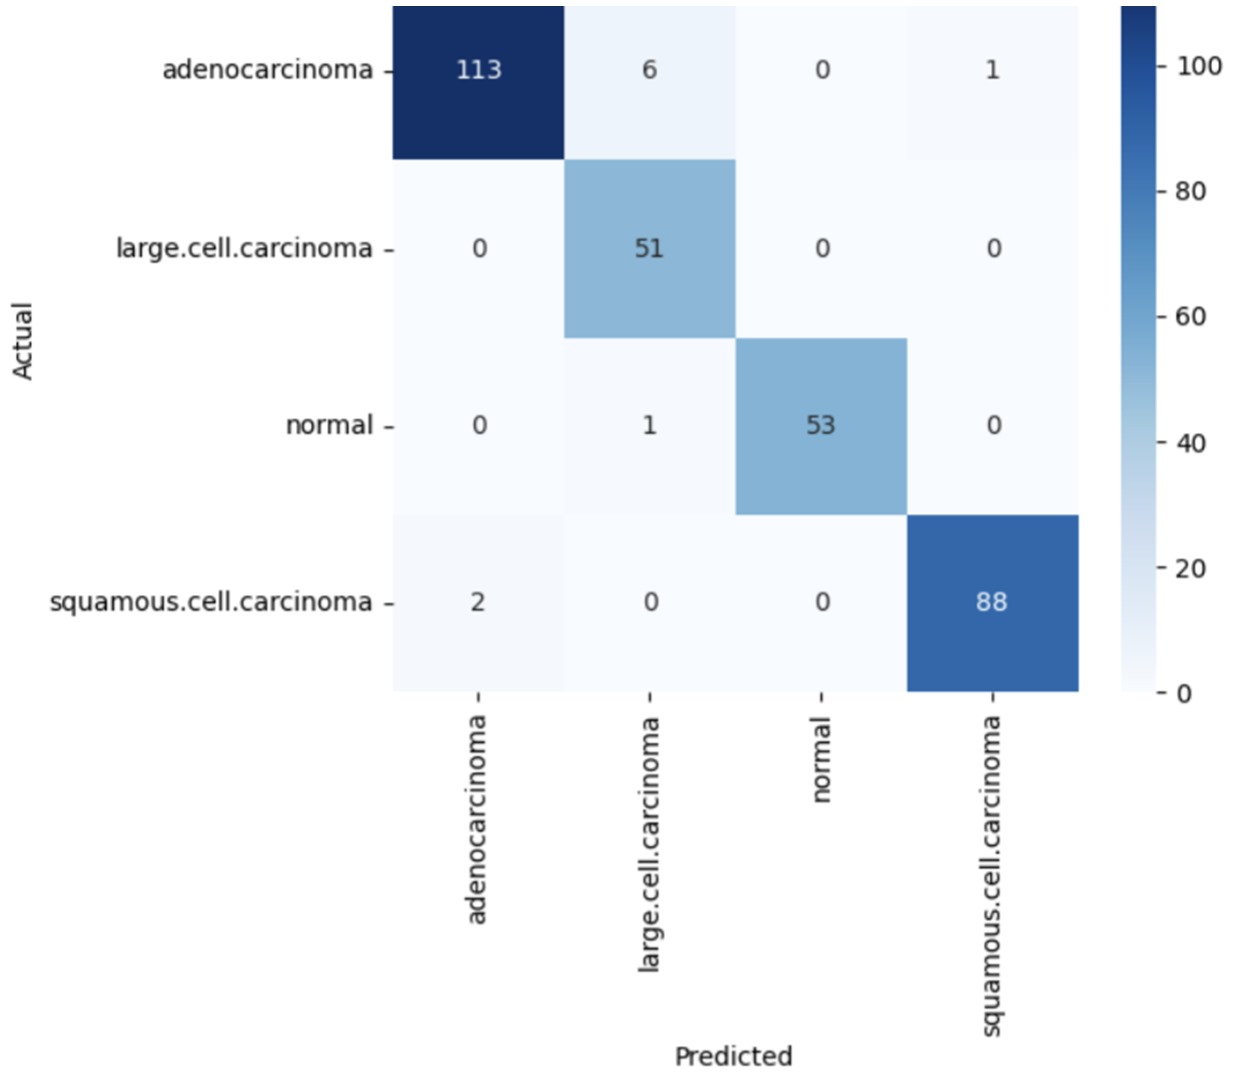 Actual
adenocarcinoma 113 6 0 1
large.cell.carcinoma 0 51 0 0
normal 0 1 53 0
squamous.cell.carcinoma 2 0 0 88
adenocarcinoma
large.cell.carcinoma
normal
squamous.cell.carcinoma
Predicted
100
80
60
40
20
0